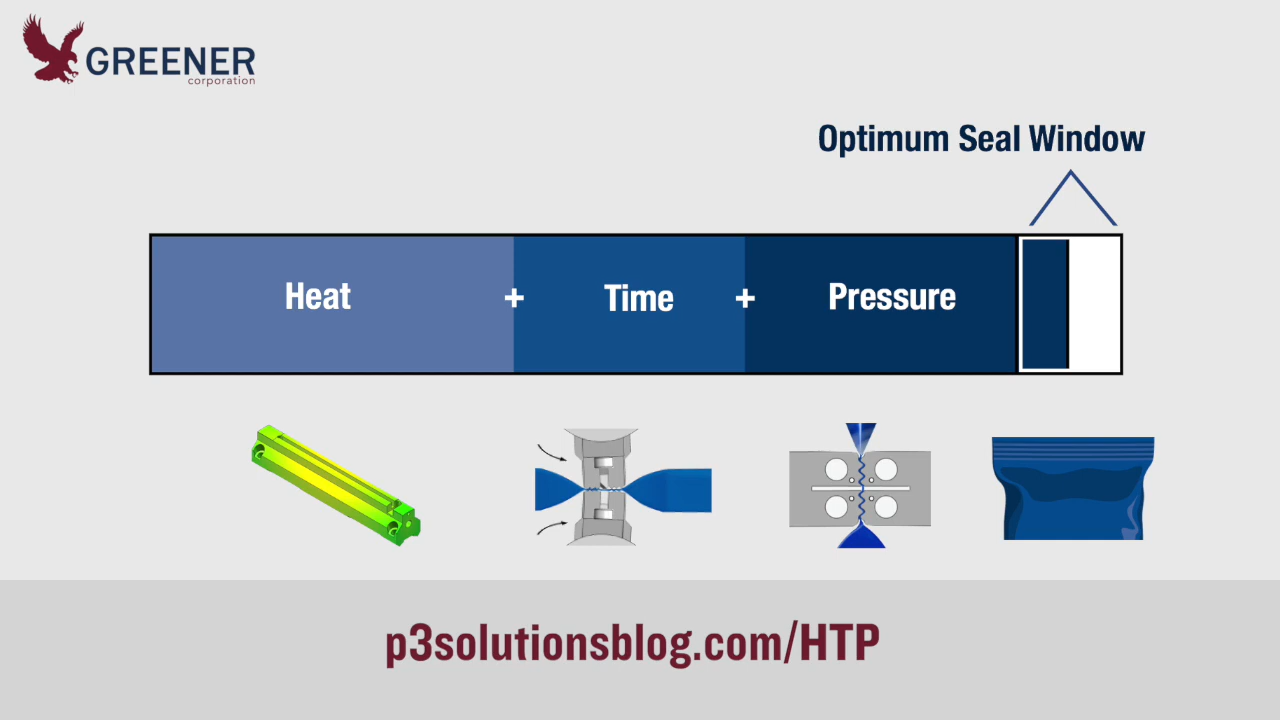 GREENER
corporation
Optimum Seal Window
Heat + Time + Pressure
p3solutionsblog.com/HTP